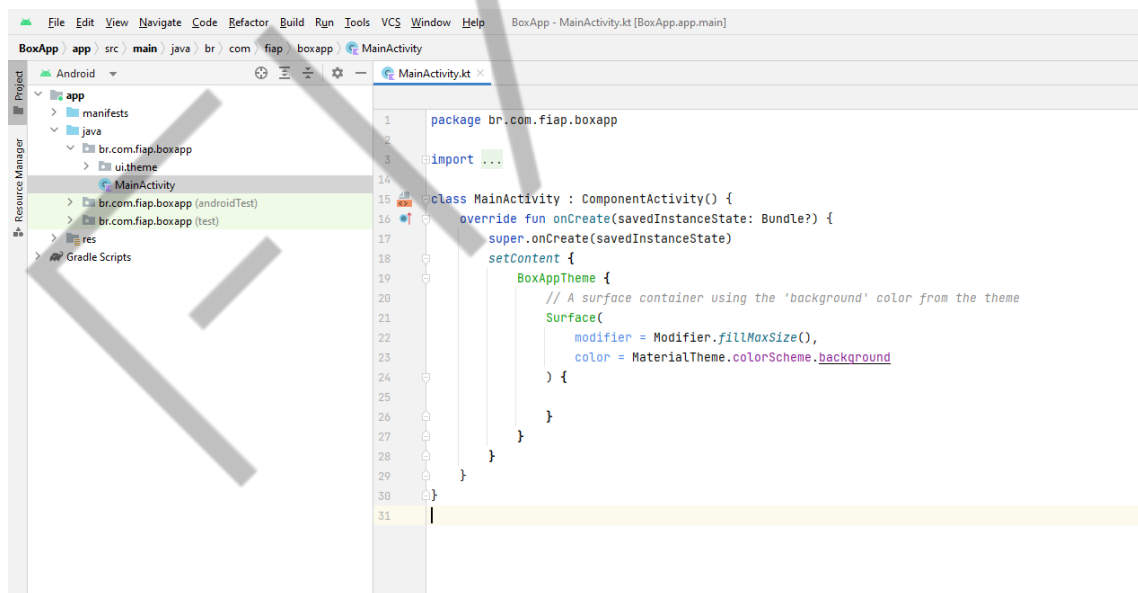 File Edit View Navigate Code Refactor Build Run Tools VCS Window Help BoxApp - MainActivity.kt [BoxApp.app.main]
BoxApp app src main java br com fiap boxapp MainActivity
Project
Resource Manager
Android
app
manifests
java
br.com.fiap.boxapp
ui.theme
MainActivity
br.com.fiap.boxapp (androidTest)
br.com.fiap.boxapp (test)
res
Gradle Scripts
MainActivity.kt
1 package br.com.fiap.boxapp
2
3 import ...
14
15 class MainActivity : ComponentActivity() {
16 override fun onCreate(savedInstanceState: Bundle?) {
17 super.onCreate(savedInstanceState)
18 setContent {
19 BoxAppTheme {
20 // A surface container using the 'background' color from the theme
21 Surface(
22 modifier = Modifier.fillMaxSize(),
23 color = MaterialTheme.colorScheme.background
24 ) {
25
26 }
27 }
28 }
29 }
30 }
31